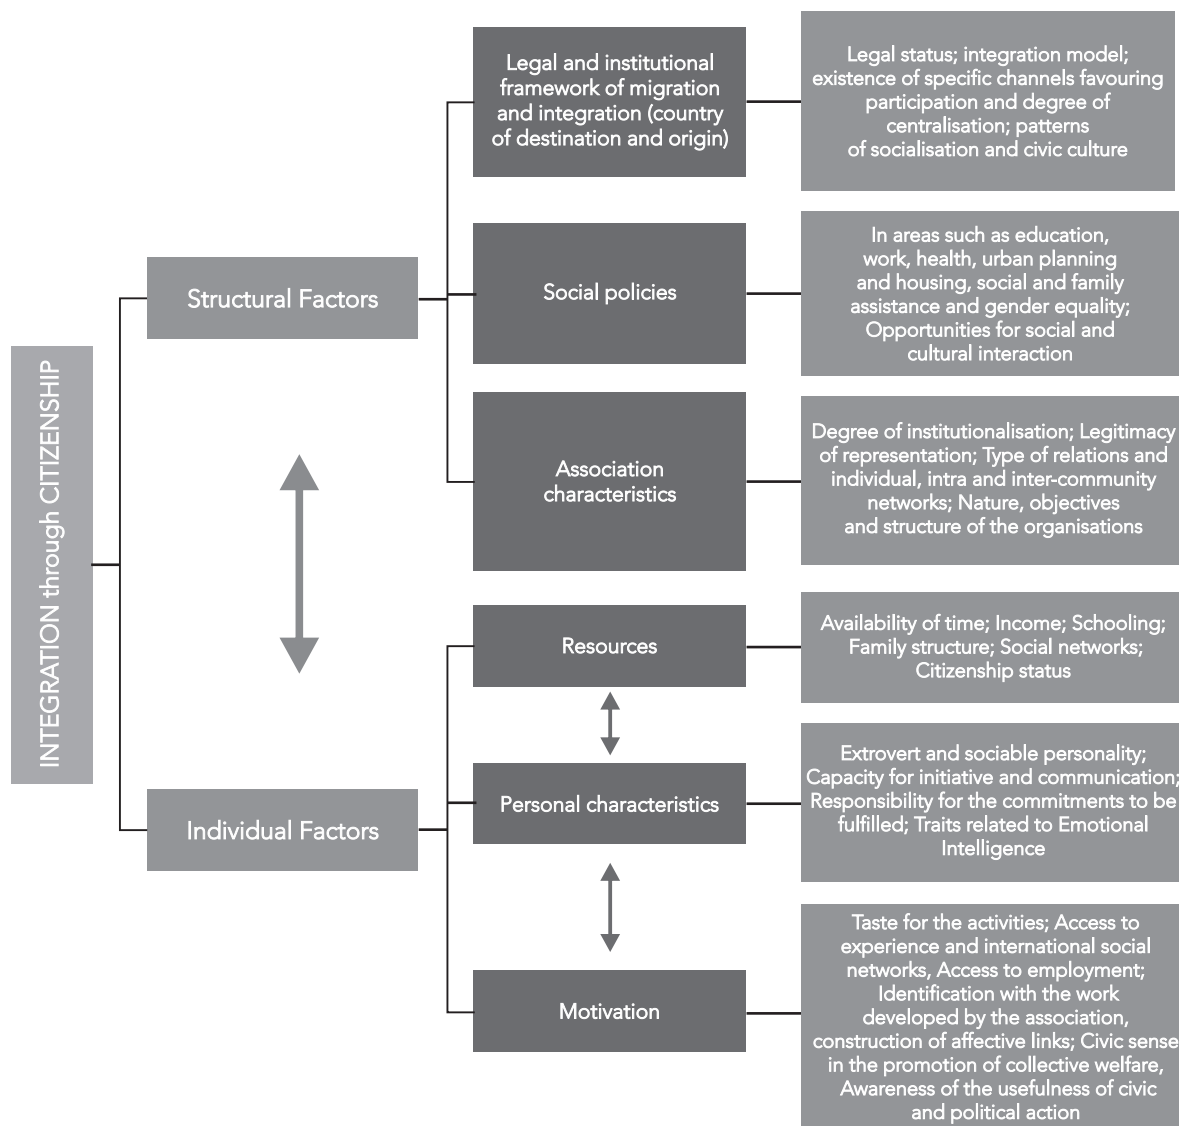 INTEGRATION through CITIZENSHIP
Structural Factors
Legal and institutional
framework of migration
and integration (country
of destination and origin)
Legal status; integration model;
existence of specific channels favouring
participation and degree of
centralisation; patterns
of socialisation and civic culture
Social policies
In areas such as education,
work, health, urban planning
and housing, social and family
assistance and gender equality;
Opportunities for social and
cultural interaction
Association
characteristics
Degree of institutionalisation; Legitimacy
of representation; Type of relations and
individual, intra and inter-community
networks; Nature, objectives
and structure of the organisations
Individual Factors
Resources
Availability of time; Income; Schooling;
Family structure; Social networks;
Citizenship status
Personal characteristics
Extrovert and sociable personality;
Capacity for initiative and communication;
Responsibility for the commitments to be
fulfilled; Traits related to Emotional
Intelligence
Motivation
Taste for the activities; Access to
experience and international social
networks, Access to employment;
Identification with the work
developed by the association,
construction of affective links; Civic sense
in the promotion of collective welfare,
Awareness of the usefulness of civic
and political action